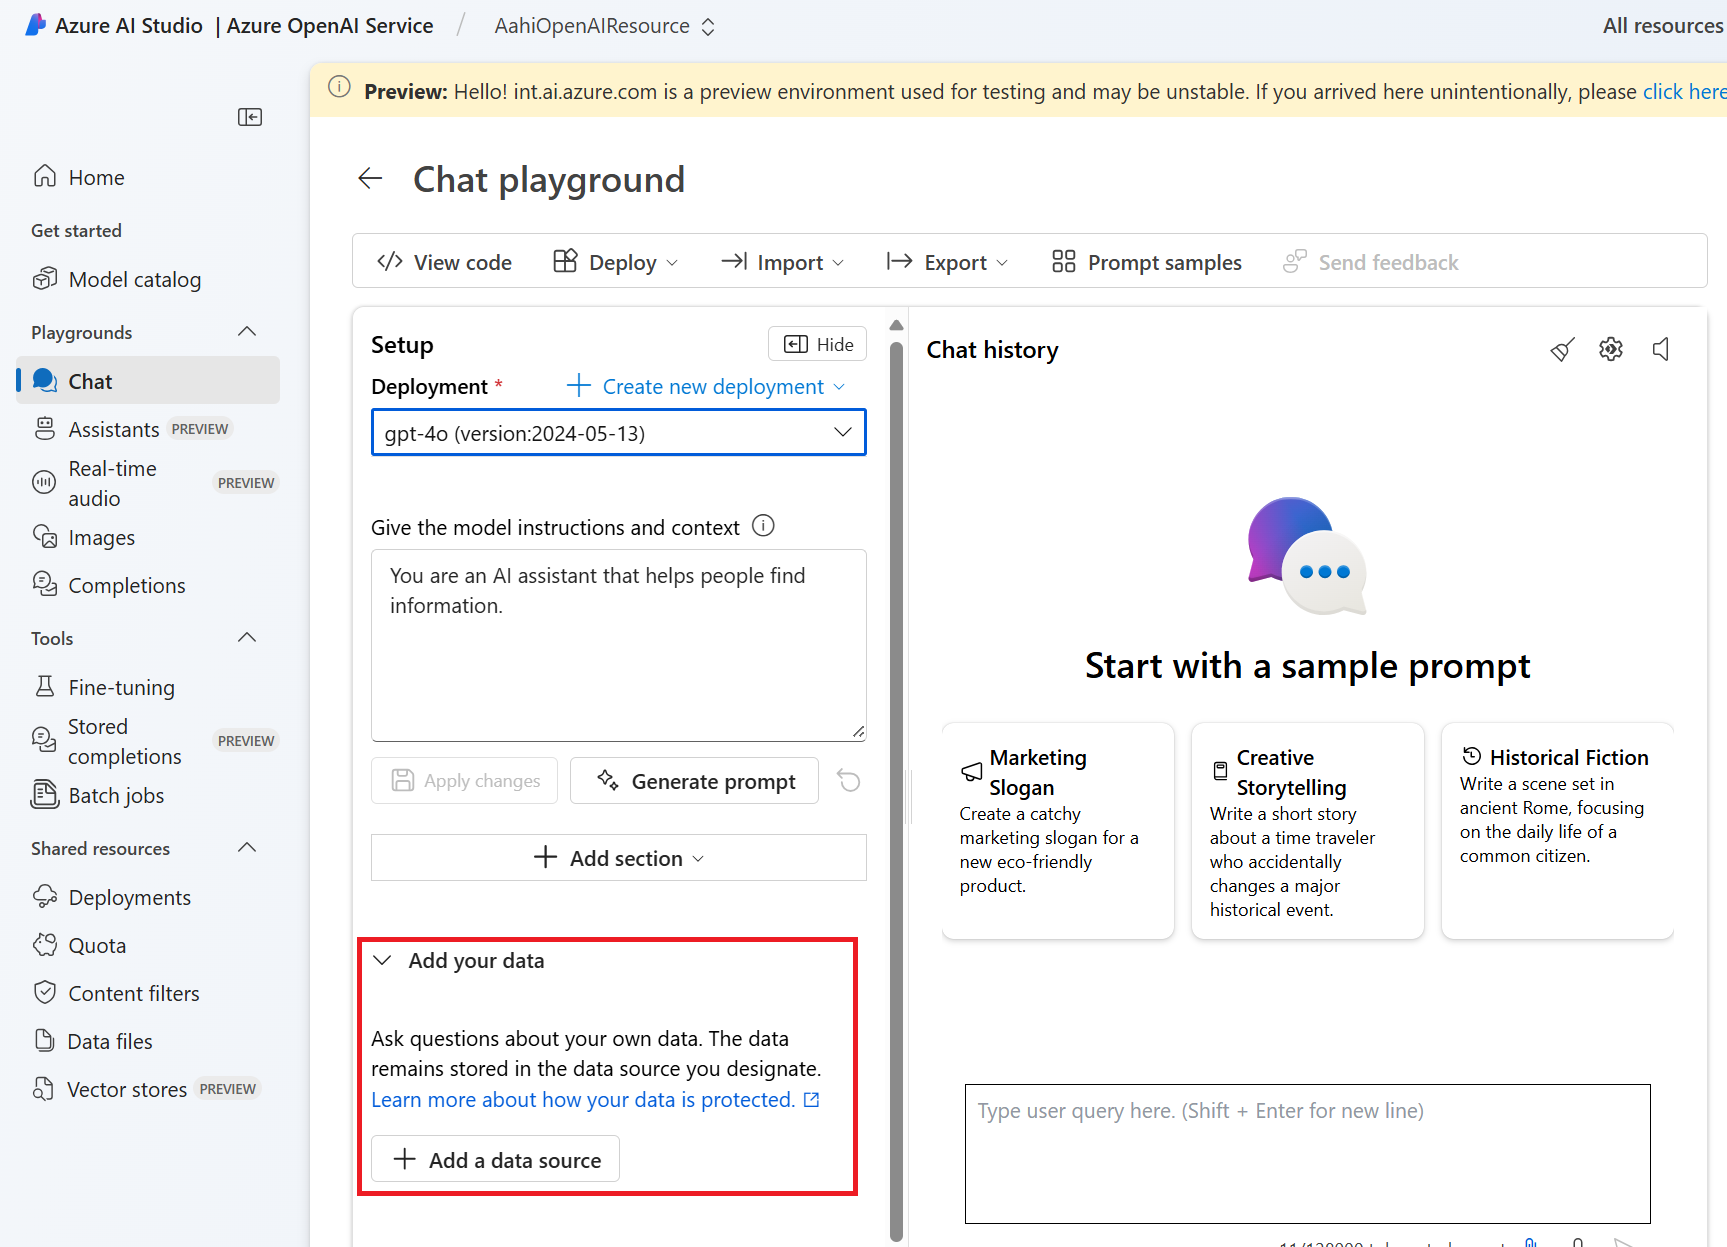 Azure AI Studio | Azure OpenAI Service / AahiOpenAIResource
All resources
Preview: Hello! int.ai.azure.com is a preview environment used for testing and may be unstable. If you arrived here unintentionally, please click here
Home
Get started
Model catalog
Playgrounds
Chat
Assistants PREVIEW
Real-time
audio
PREVIEW
Images
Completions
Tools
Fine-tuning
Stored
completions
PREVIEW
Batch jobs
Shared resources
Deployments
Quota
Content filters
Data files
Vector stores PREVIEW
Chat playground
View code
Deploy
Import
Export
Prompt samples
Send feedback
Setup
Hide
Deployment *
Create new deployment
gpt-4o (version:2024-05-13)
Give the model instructions and context
You are an AI assistant that helps people find
information.
Apply changes
Generate prompt
Add section
Add your data
Ask questions about your own data. The data
remains stored in the data source you designate.
Learn more about how your data is protected.
Add a data source
Chat history
Start with a sample prompt
Marketing
Slogan
Create a catchy
marketing slogan for a
new eco-friendly
product.
Creative
Storytelling
Write a short story
about a time traveler
who accidentally
changes a major
historical event.
Historical Fiction
Write a scene set in
ancient Rome, focusing
on the daily life of a
common citizen.
Type user query here. (Shift + Enter for new line)